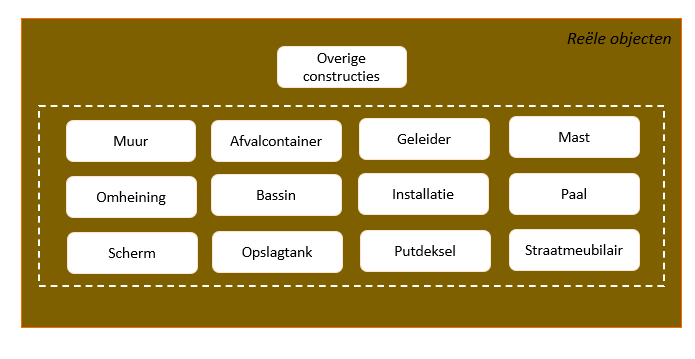 Reële objecten
Overige
constructies
Muur
Afvalcontainer
Geleider
Mast
Omheining
Bassin
Installatie
Paal
Scherm
Opslagtank
Putdeksel
Straatmeubilair